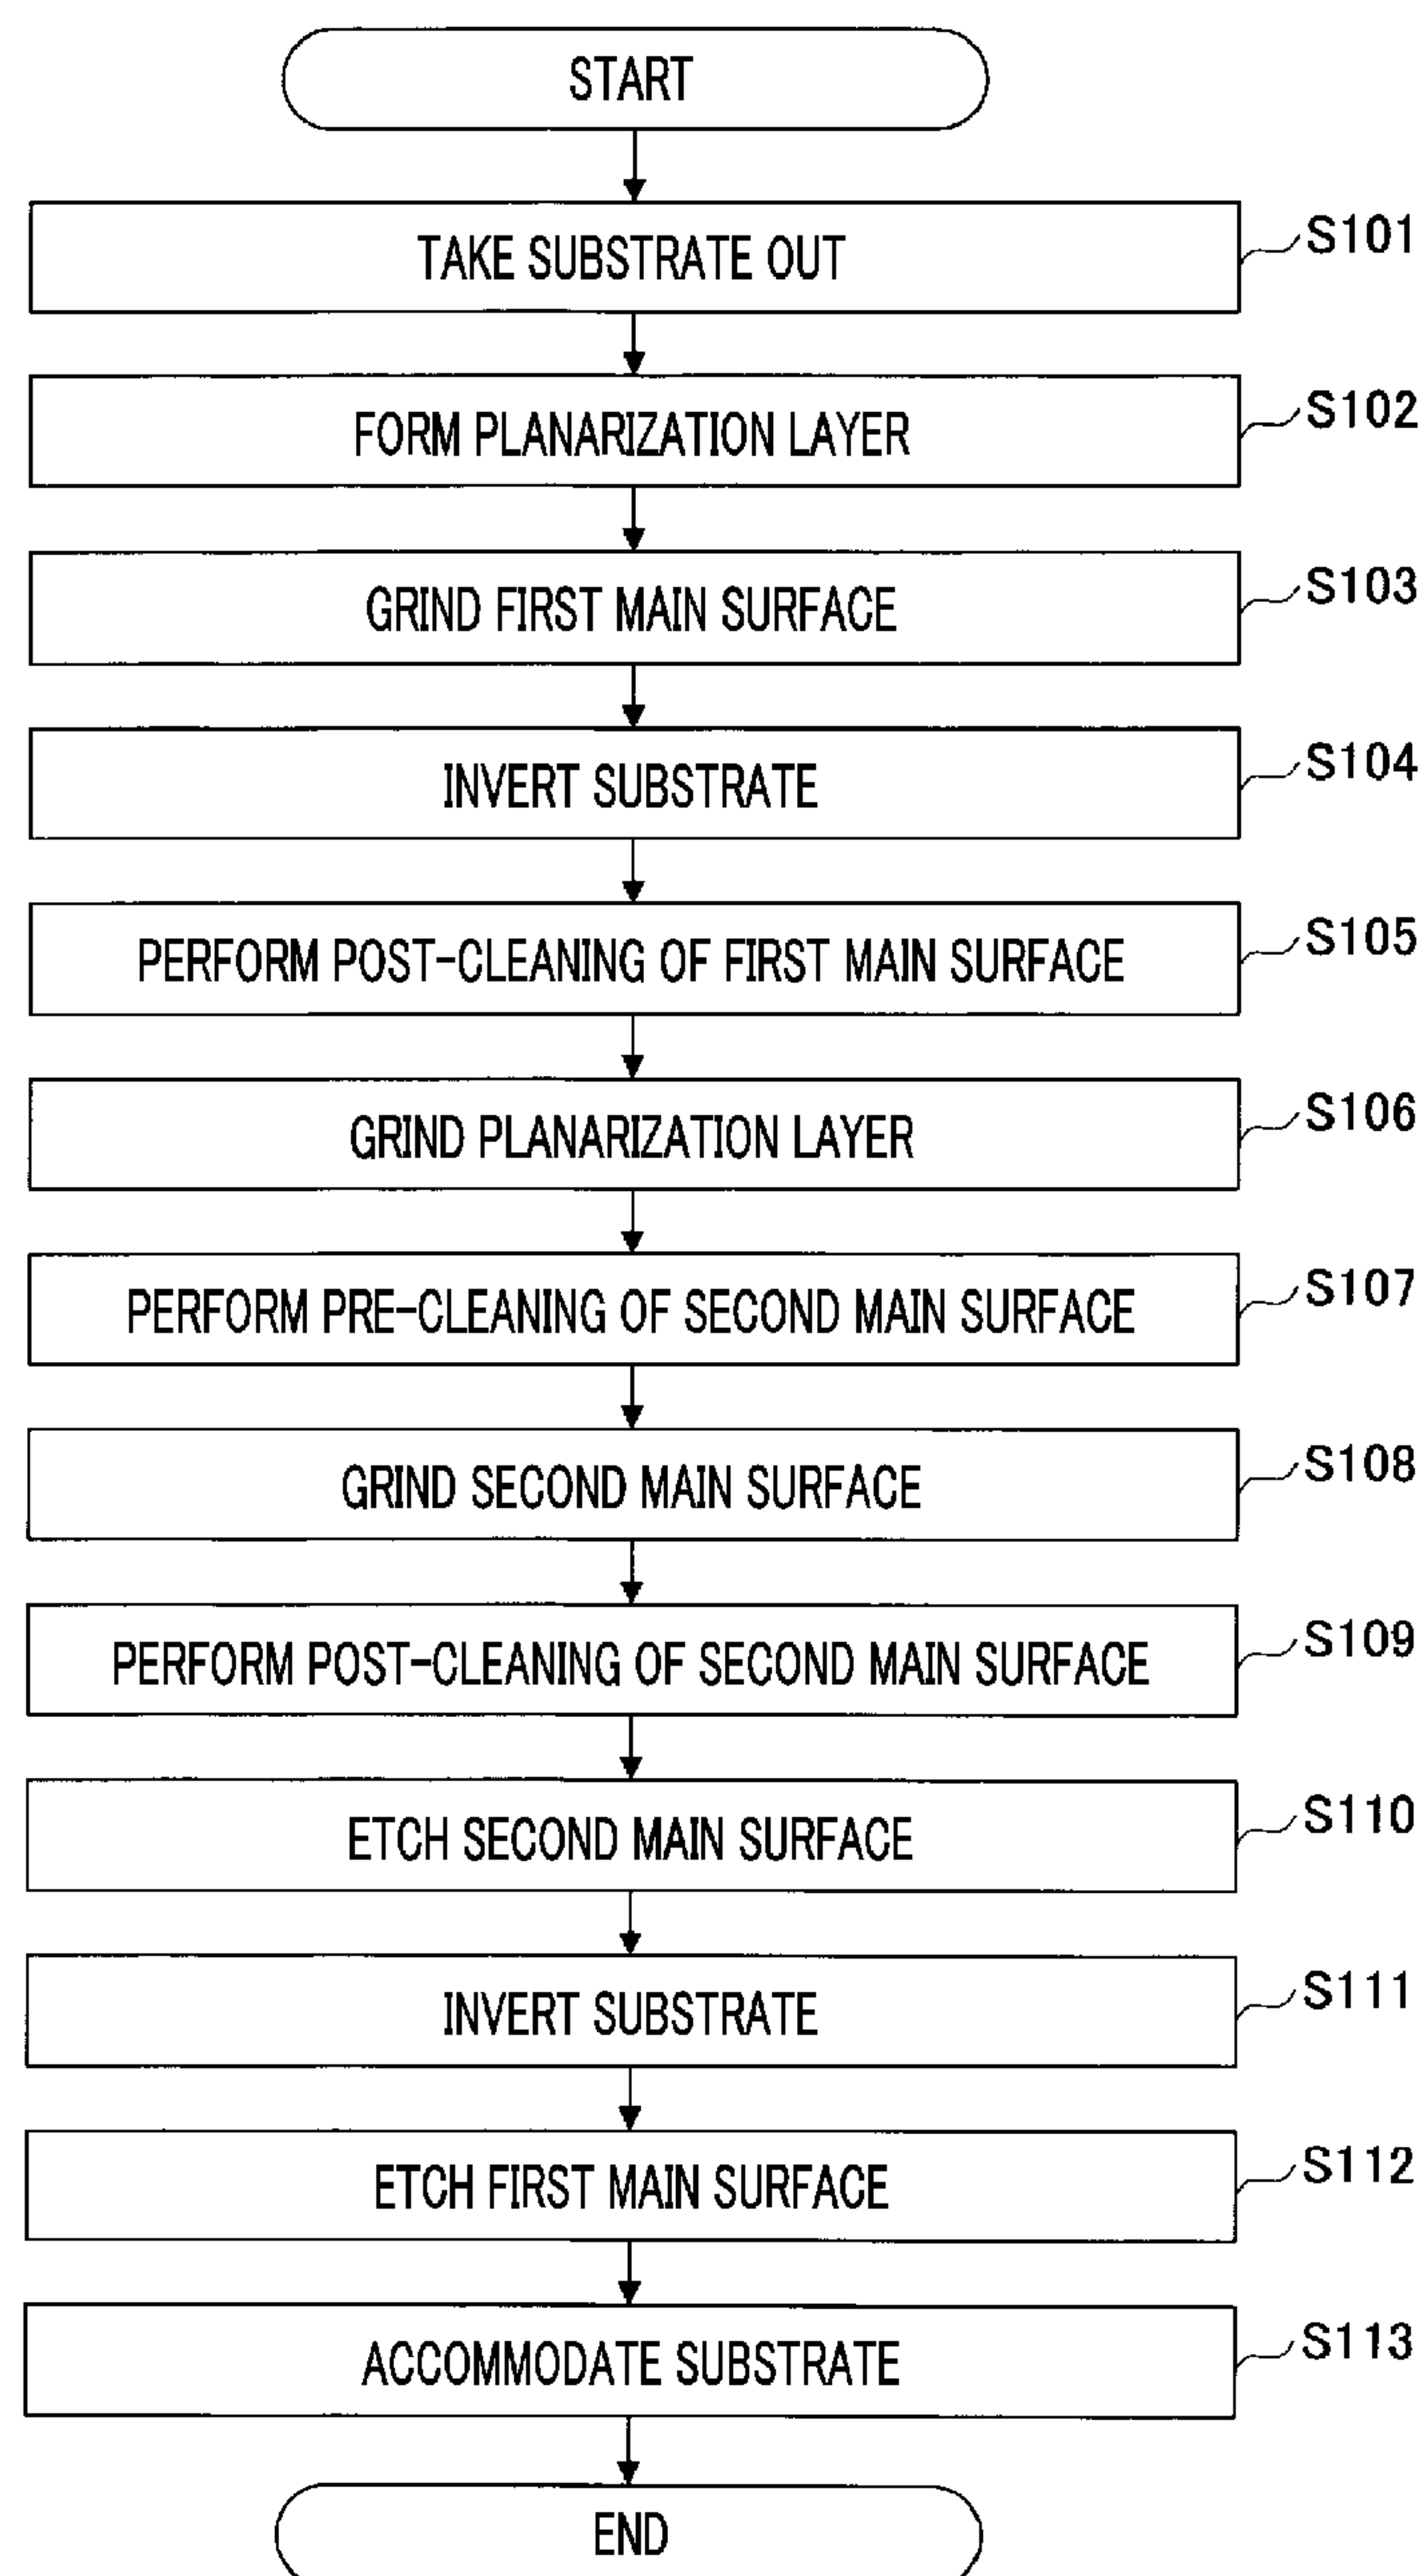 START
TAKE SUBSTRATE OUT
S101
FORM PLANARIZATION LAYER
S102
GRIND FIRST MAIN SURFACE
S103
INVERT SUBSTRATE
S104
PERFORM POST-CLEANING OF FIRST MAIN SURFACE
S105
GRIND PLANARIZATION LAYER
S106
PERFORM PRE-CLEANING OF SECOND MAIN SURFACE
S107
GRIND SECOND MAIN SURFACE
S108
PERFORM POST-CLEANING OF SECOND MAIN SURFACE
S109
ETCH SECOND MAIN SURFACE
S110
INVERT SUBSTRATE
S111
ETCH FIRST MAIN SURFACE
S112
ACCOMMODATE SUBSTRATE
S113
END